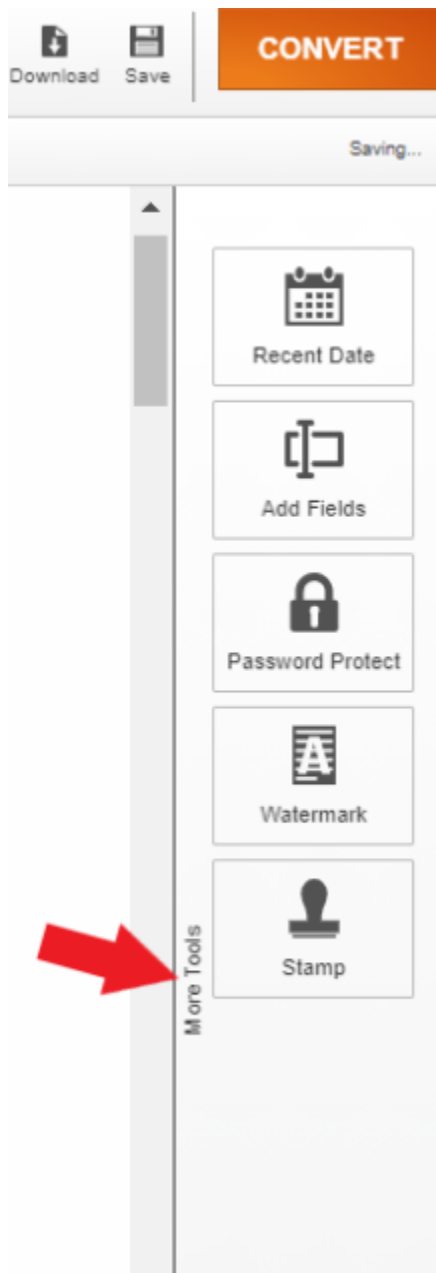 Download Save CONVERT
Saving...
Recent Date
Add Fields
Password Protect
A
Watermark
Stamp
More Tools